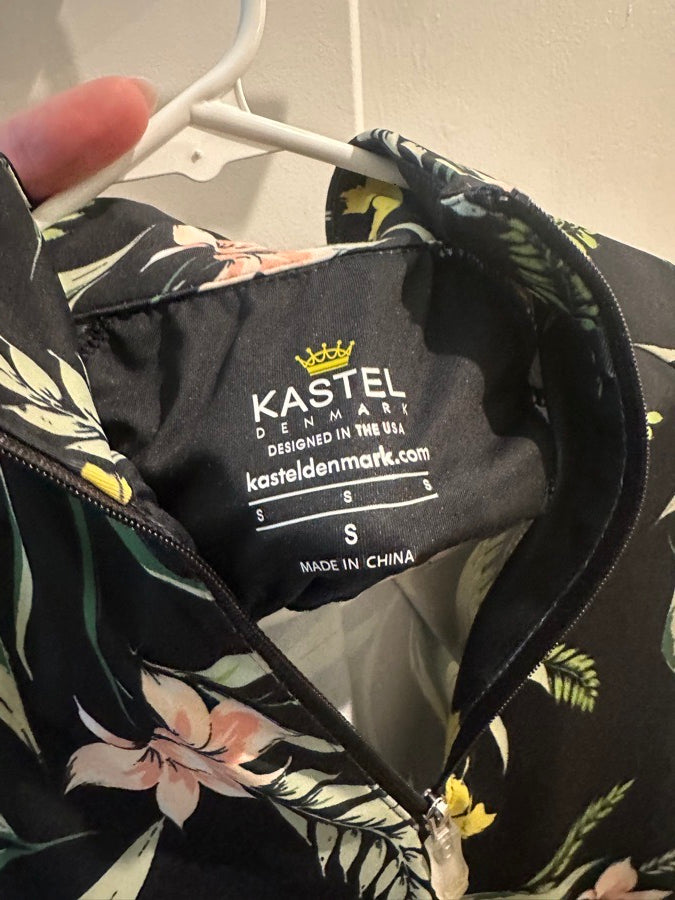 KASTEL
DENMARK
DESIGNED IN THE USA
kasteldenmark.com
S S S
S
MADE IN CHINA